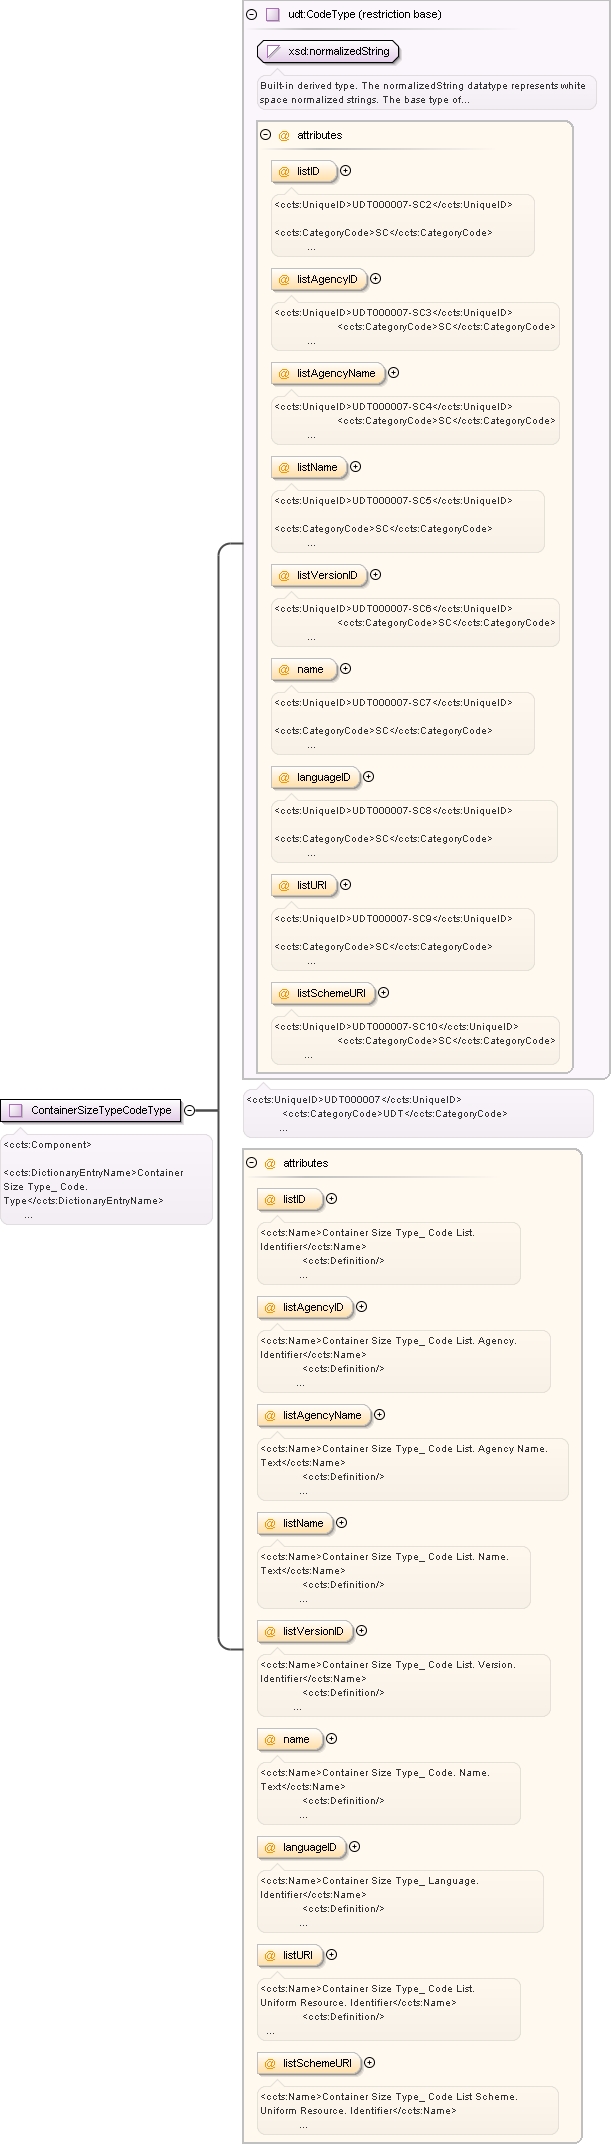 udt:CodeType (restriction base)
xsd:normalizedString
Built-in derived type. The normalizedString datatype represents white
space normalized strings. The base type of...
@ attributes
@ listID
<ccts:UniqueID>UDT000007-SC2</ccts:UniqueID>
<ccts:CategoryCode>SC</ccts:CategoryCode>
...
@ listAgencyID
<ccts:UniqueID>UDT000007-SC3</ccts:UniqueID>
<ccts:CategoryCode>SC</ccts:CategoryCode>
...
@ listAgencyName
<ccts:UniqueID>UDT000007-SC4</ccts:UniqueID>
<ccts:CategoryCode>SC</ccts:CategoryCode>
...
@ listName
<ccts:UniqueID>UDT000007-SC5</ccts:UniqueID>
<ccts:CategoryCode>SC</ccts:CategoryCode>
...
@ listVersionID
<ccts:UniqueID>UDT000007-SC6</ccts:UniqueID>
<ccts:CategoryCode>SC</ccts:CategoryCode>
...
@ name
<ccts:UniqueID>UDT000007-SC7</ccts:UniqueID>
<ccts:CategoryCode>SC</ccts:CategoryCode>
...
@ languageID
<ccts:UniqueID>UDT000007-SC8</ccts:UniqueID>
<ccts:CategoryCode>SC</ccts:CategoryCode>
...
@ listURI
<ccts:UniqueID>UDT000007-SC9</ccts:UniqueID>
<ccts:CategoryCode>SC</ccts:CategoryCode>
...
@ listSchemeURI
<ccts:UniqueID>UDT000007-SC10</ccts:UniqueID>
<ccts:CategoryCode>SC</ccts:CategoryCode>
...
<ccts:UniqueID>UDT000007</ccts:UniqueID>
<ccts:CategoryCode>UDT</ccts:CategoryCode>
...
ContainerSizeTypeCodeType
<ccts:Component>
<ccts:DictionaryEntryName>Container
Size Type_ Code.
Type</ccts:DictionaryEntryName>
...
@ attributes
@ listID
<ccts:Name>Container Size Type_ Code List.
Identifier</ccts:Name>
<ccts:Definition/>
...
@ listAgencyID
<ccts:Name>Container Size Type_ Code List. Agency.
Identifier</ccts:Name>
<ccts:Definition/>
...
@ listAgencyName
<ccts:Name>Container Size Type_ Code List. Agency Name.
Text</ccts:Name>
<ccts:Definition/>
...
@ listName
<ccts:Name>Container Size Type_ Code List. Name.
Text</ccts:Name>
<ccts:Definition/>
...
@ listVersionID
<ccts:Name>Container Size Type_ Code List. Version.
Identifier</ccts:Name>
<ccts:Definition/>
...
@ name
<ccts:Name>Container Size Type_ Code. Name.
Text</ccts:Name>
<ccts:Definition/>
...
@ languageID
<ccts:Name>Container Size Type_ Language.
Identifier</ccts:Name>
<ccts:Definition/>
...
@ listURI
<ccts:Name>Container Size Type_ Code List.
Uniform Resource. Identifier</ccts:Name>
<ccts:Definition/>
...
@ listSchemeURI
<ccts:Name>Container Size Type_ Code List Scheme.
Uniform Resource. Identifier</ccts:Name>
...